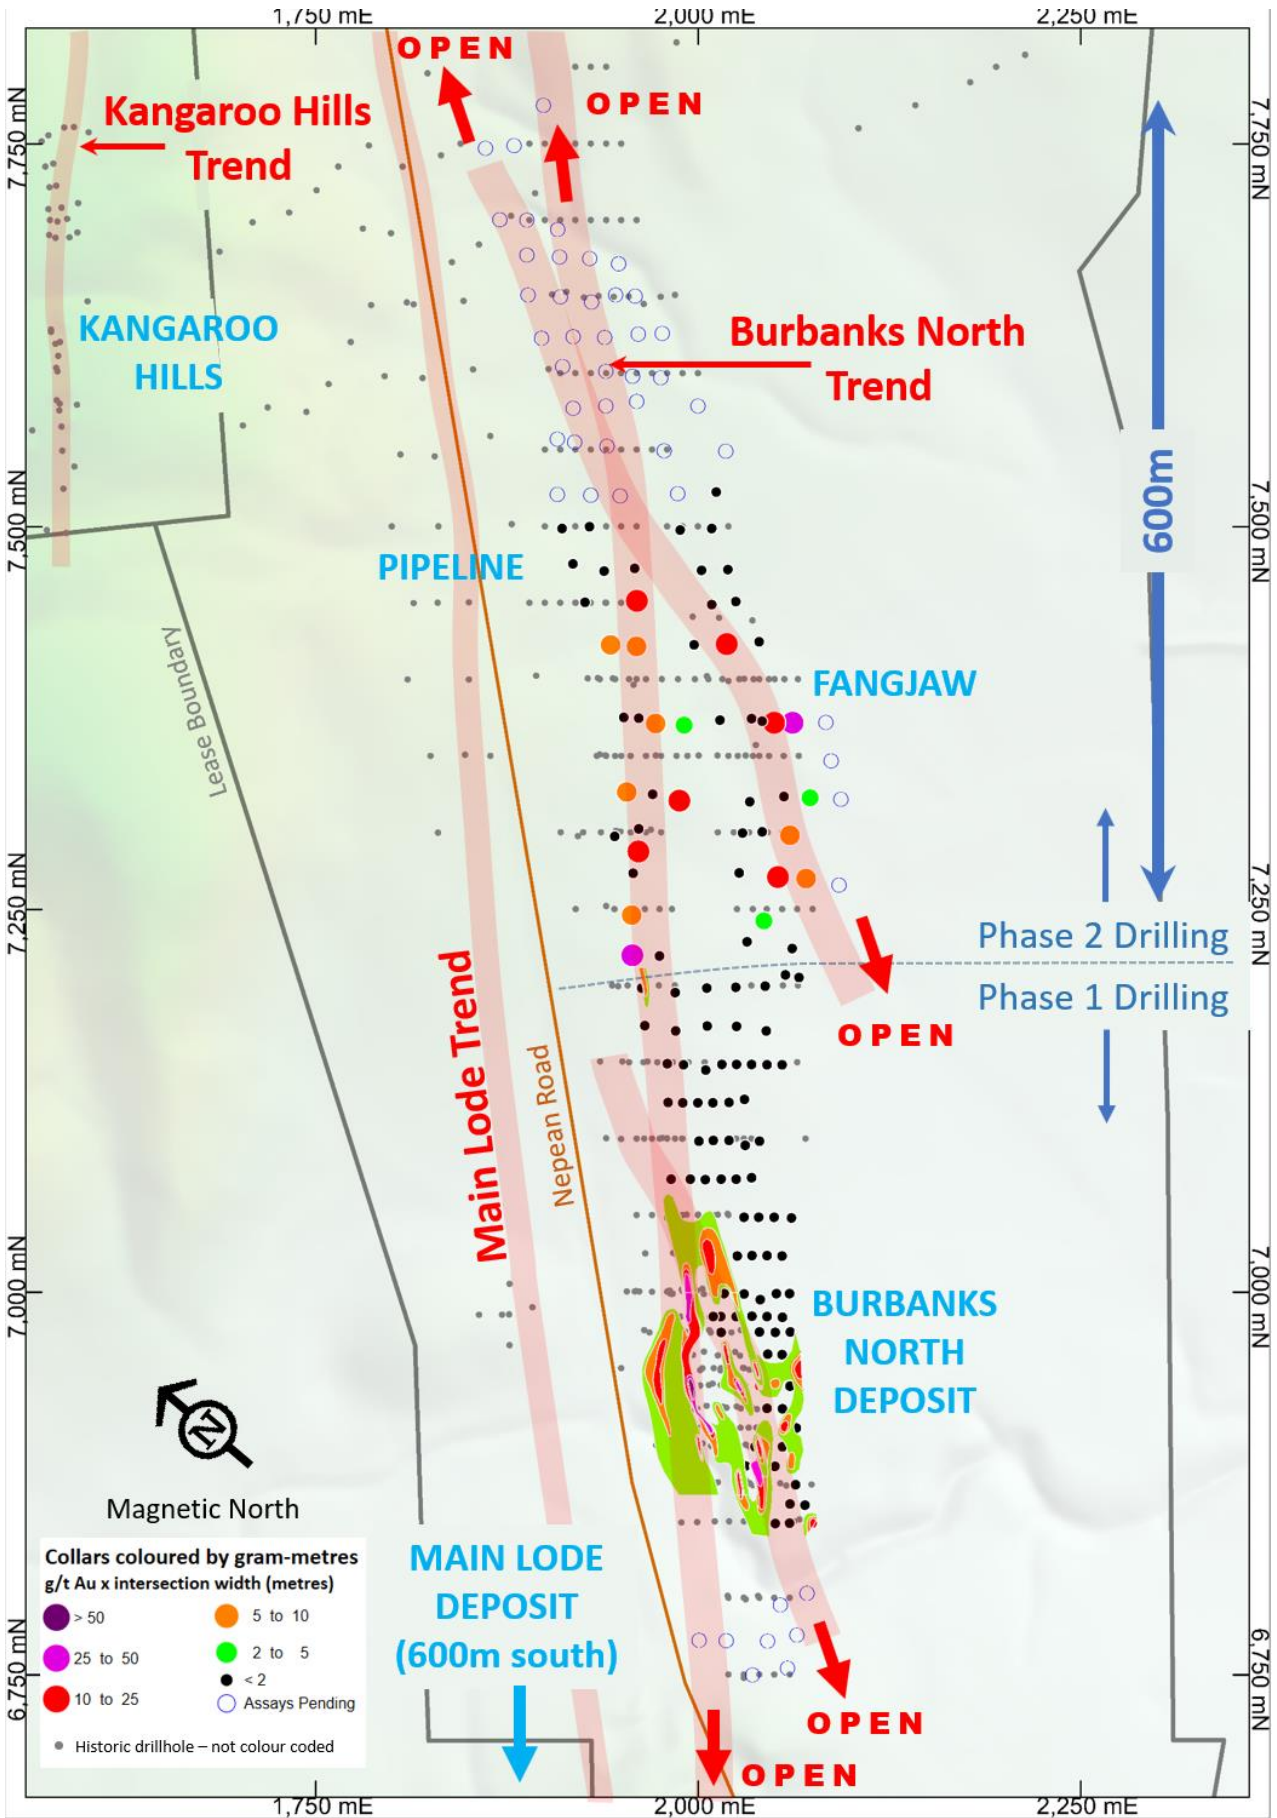 1,750 mE
2,000 mE
2,250 mE
OPEN
OPEN
Kangaroo Hills
Trend
7,750 mN
7,750 mN
KANGAROO
HILLS
Burbanks North
Trend
600m
7,500 mN
7,500 mN
PIPELINE
Lease Boundary
FANGJAW
7,250 mN
7,250 mN
Phase 2 Drilling
Phase 1 Drilling
OPEN
Main Lode Trend
Nepean Road
7,000 mN
7,000 mN
BURBANKS
NORTH
DEPOSIT
N
Magnetic North
MAIN LODE
DEPOSIT
(600m south)
Collars coloured by gram-metres
g/t Au x intersection width (metres)
> 50
25 to 50
10 to 25
5 to 10
2 to 5
< 2
Assays Pending
Historic drillhole – not colour coded
6,750 mN
6,750 mN
OPEN
OPEN
1,750 mE
2,000 mE
2,250 mE